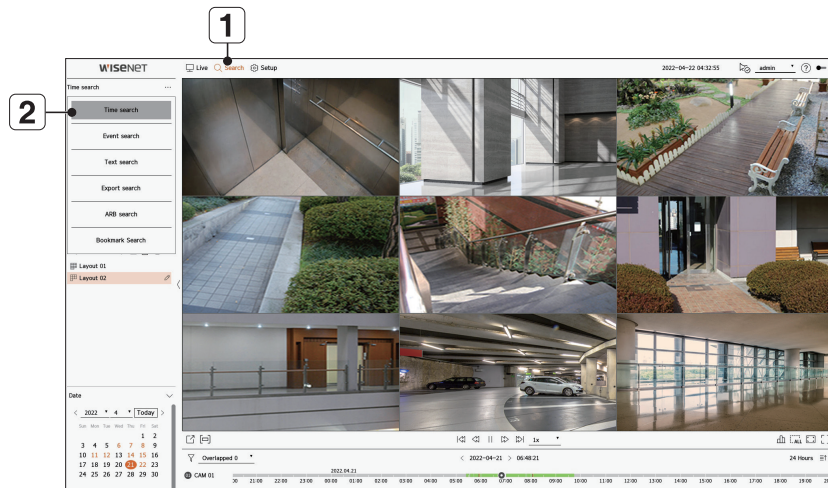 1
WISENET
Live
Search
Setup
2022-04-22 04:32:55
admin
?
Time search
...
2
Time search
Event search
Text search
Export search
ARB search
Bookmark Search
Layout 01
Layout 02
Date
< 2022 4 Today >
Sun Mon Tue Wed Thu Fri Sat
1 2
3 4 5 6 7 8 9
10 11 12 13 14 15 16
17 18 19 20 21 22 23
24 25 26 27 28 29 30
1x
ALL
Overlapped 0
< 2022-04-21 > 06:48:21
24 Hours
2022.04.21
CAM 01
30 21:00 22:00 23:00 00:00 01:00 02:00 03:00 04:00 05:00 06:00 07:00 08:00 09:00 10:00 11:00 12:00 13:00 14:00 15:00 16:00 17:00 18:00 19:00 20